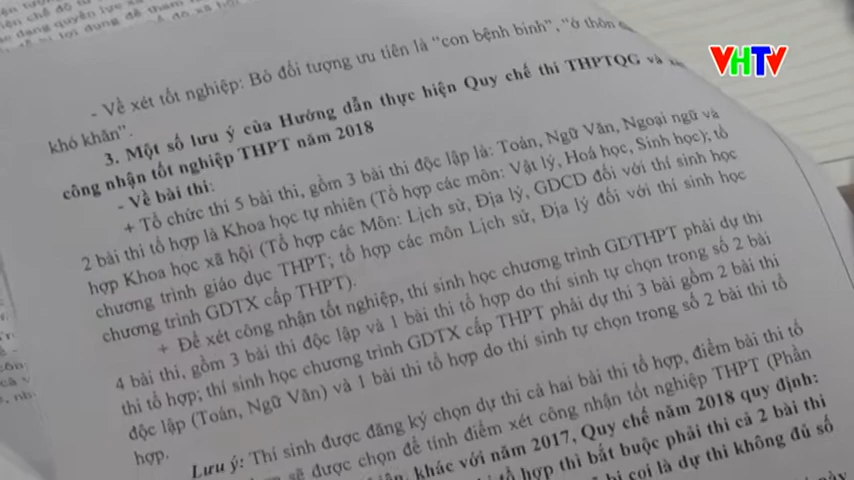 VHTV
- Về xét tốt nghiệp: Bỏ đối tượng ưu tiên là "con bệnh binh", "ở thôn
khó khăn".
3. Một số lưu ý của Hướng dẫn thực hiện Quy chế thi THPTQG và
công nhận tốt nghiệp THPT năm 2018
- Về bài thi:
+ Tổ chức thi 5 bài thi, gồm 3 bài thi độc lập là: Toán, Ngữ Văn, Ngoại ngữ và
2 bài thi tổ hợp là Khoa học tự nhiên (Tổ hợp các môn: Vật lý, Hoá học, Sinh học); tổ
hợp Khoa học xã hội (Tổ hợp các Môn: Lịch sử, Địa lý, GDCD đối với thí sinh học
chương trình giáo dục THPT; tổ hợp các môn Lịch sử, Địa lý đối với thí sinh học
chương trình GDTX cấp THPT).
+ Để xét công nhận tốt nghiệp, thí sinh học chương trình GDTHPT phải dự thi
4 bài thi, gồm 3 bài độc lập và 1 bài thi tổ hợp do thí sinh tự chọn trong số 2 bài
thi tổ hợp; thí sinh học chương trình GDTX cấp THPT phải dự thi 3 bài gồm 2 bài thi
độc lập (Toán, Ngữ Văn) và 1 bài thi tổ hợp do thí sinh tự chọn trong số 2 bài thi tổ
hợp.
Lưu ý: Thí sinh được đăng ký chọn dự thi cả hai bài thi tổ hợp, điểm bài thi tổ
sẽ được chọn để tính điểm xét công nhận tốt nghiệp THPT (Phần
khác với năm 2017, Quy chế năm 2018 quy định:
tổ hợp thì bắt buộc phải thi cả 2 bài thi
bị coi là dự thi không đủ số